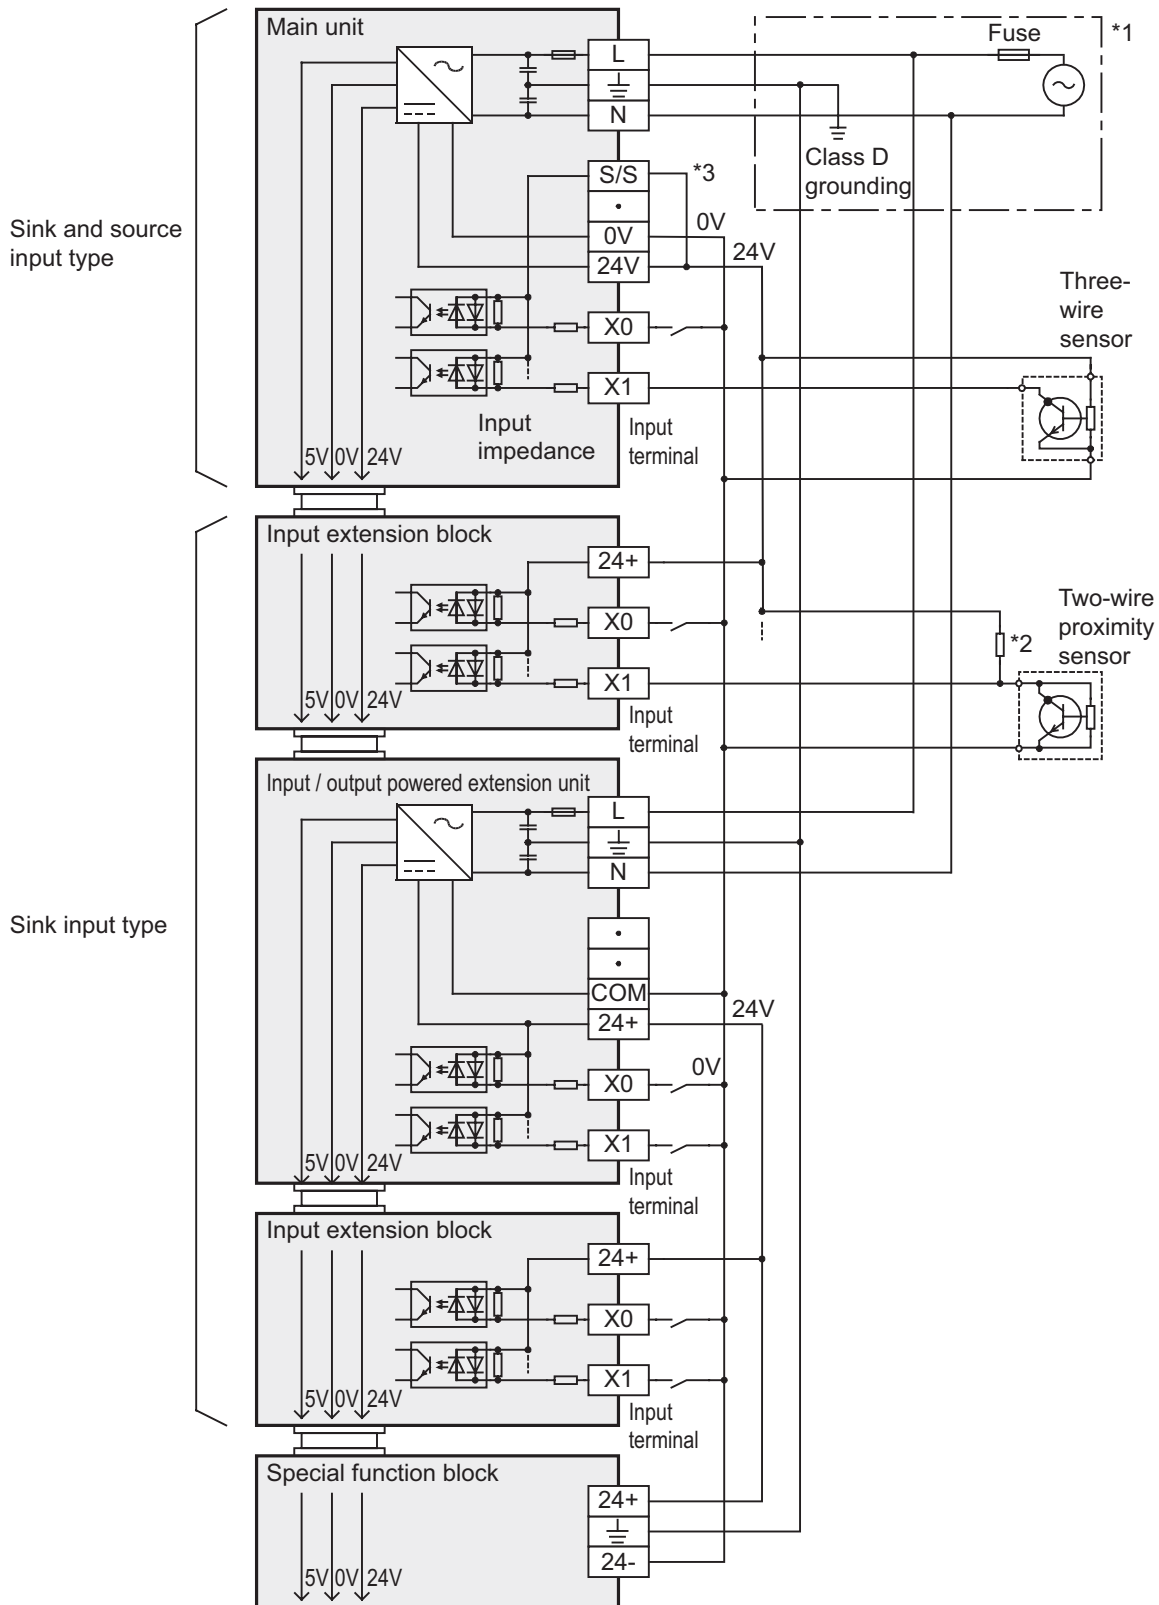 Main unit
L
N
Fuse
*1
Class D
grounding
S/S
*3
0V
0V
24V
24V
Sink and source
input type
X0
X1
Three-
wire
sensor
Input
impedance
Input
terminal
5V 0V 24V
Input extension block
24+
X0
X1
*2
Two-wire
proximity
sensor
5V 0V 24V
Input
terminal
Input / output powered extension unit
L
N
Sink input type
COM
24+
24V
0V
X0
X1
5V 0V 24V
Input
terminal
Input extension block
24+
X0
X1
5V 0V 24V
Input
terminal
Special function block
24+
24-
5V 0V 24V